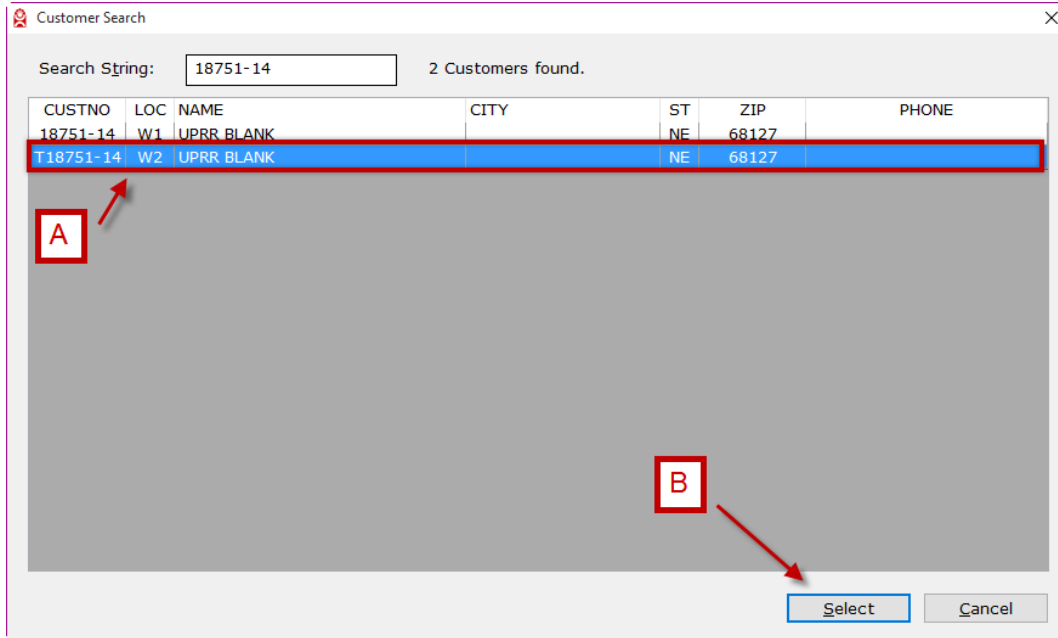 Customer Search
Search String: 18751-14 2 Customers found.
CUSTNO LOC NAME CITY ST ZIP PHONE
18751-14 W1 UPRR BLANK NE 68127
T18751-14 W2 UPRR BLANK NE 68127
A
B
Select Cancel